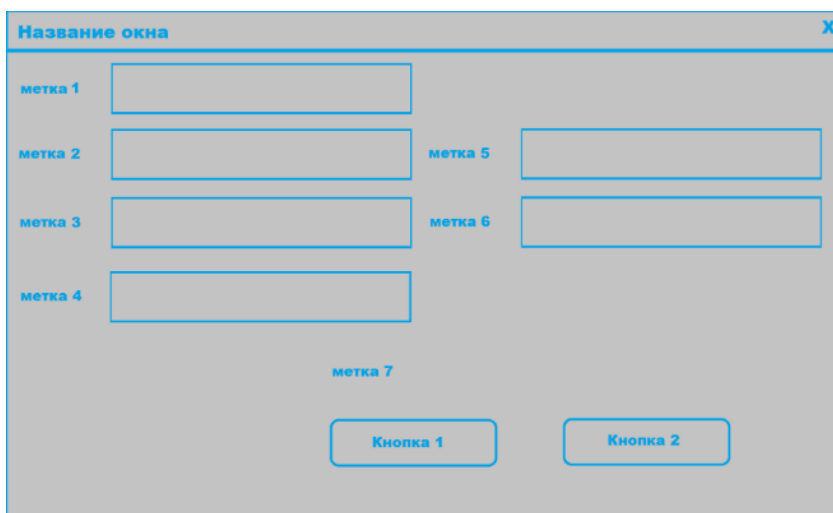 Название окна X
метка 1
метка 2 метка 5
метка 3 метка 6
метка 4
метка 7
Кнопка 1 Кнопка 2